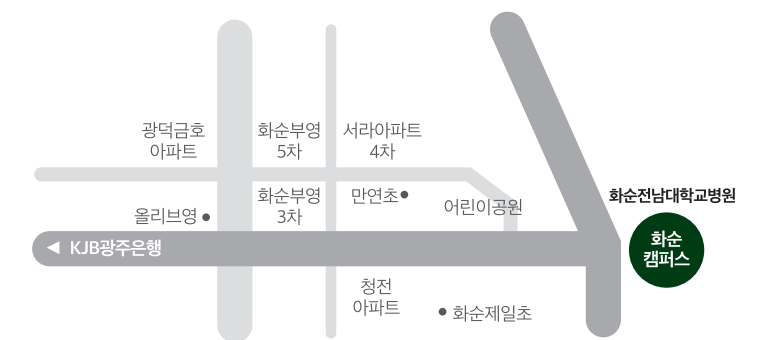 광덕금호
아파트
화순부영
5차
서라아파트
4차
화순부영
3차
만연초
어린이공원
화순전남대학교병원
올리브영
화순
캠퍼스
◀ KJB광주은행
청전
아파트
화순제일초